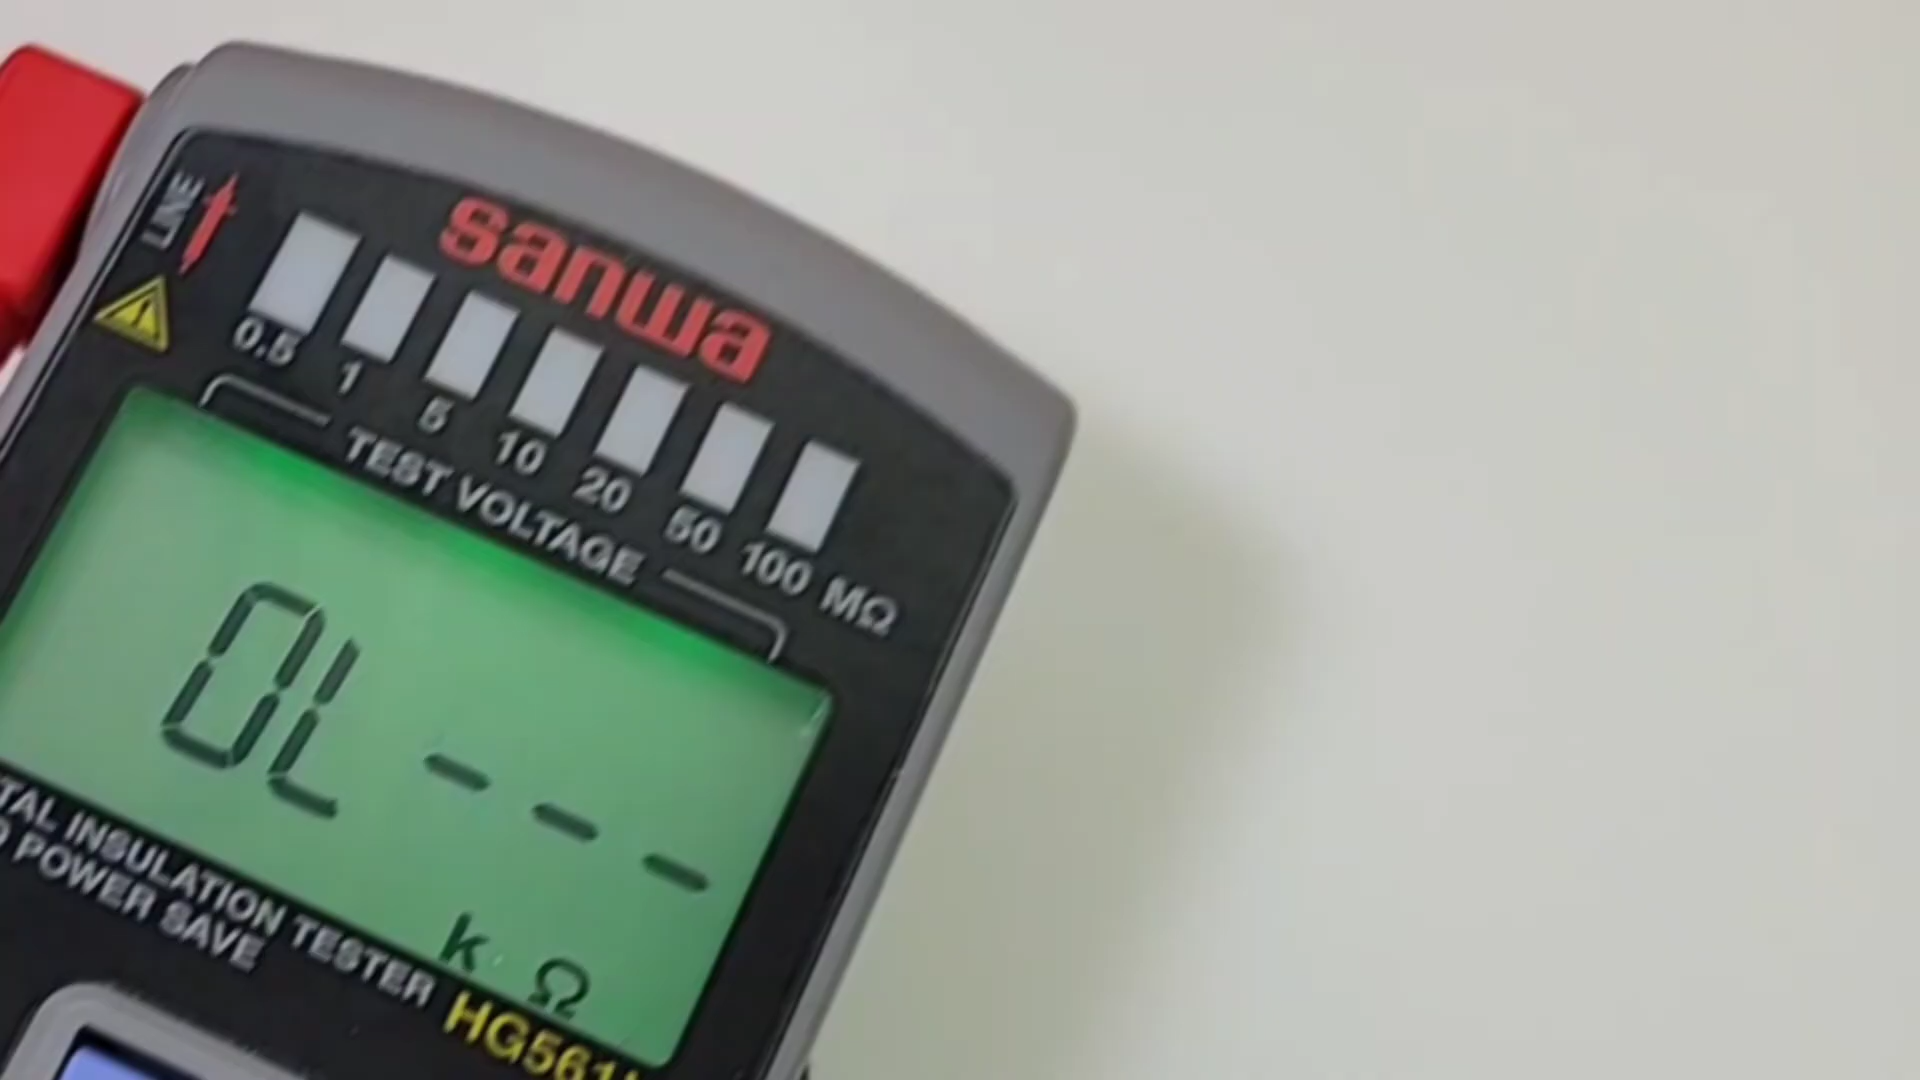 LINE
sanwa
0.5 1 5 10 20 50 100 MΩ
TEST VOLTAGE
OL---
k Ω
TAL INSULATION TESTER
POWER SAVE
HG561